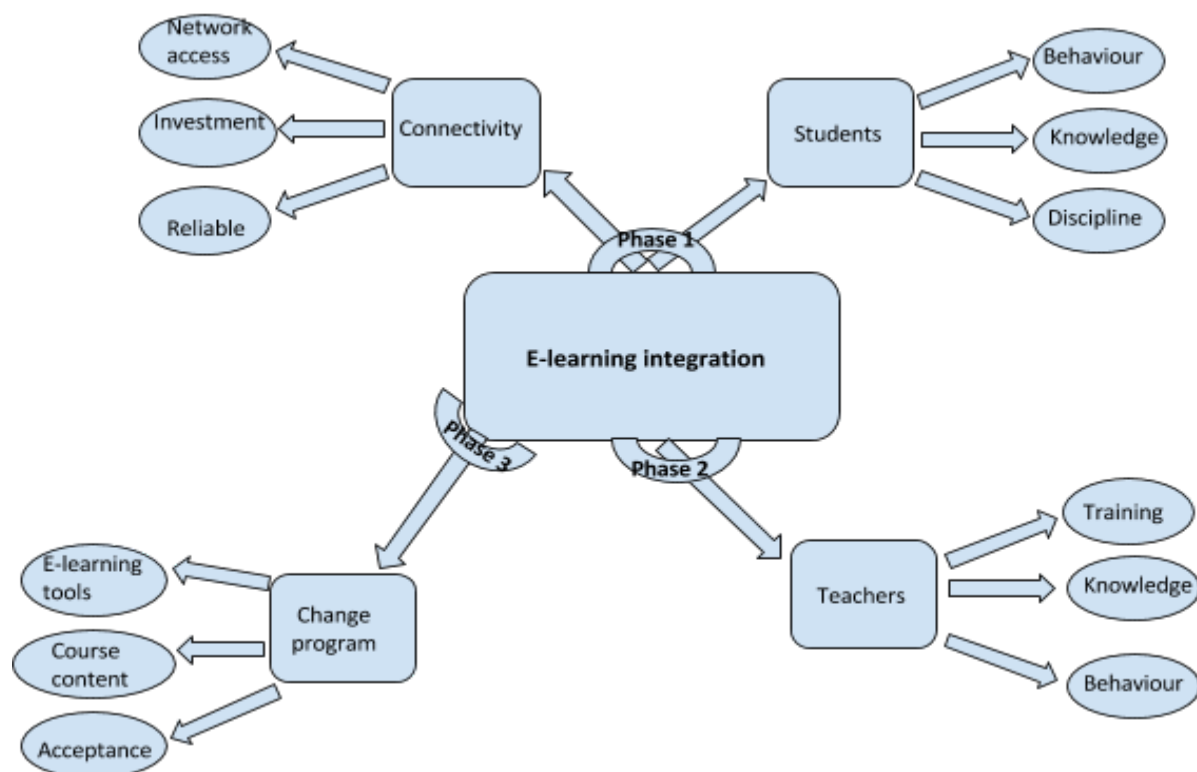 Network
access
Investment
Reliable
Connectivity
Students
Behaviour
Knowledge
Discipline
Phase 1
E-learning integration
phase 3
Phase 2
E-learning
tools
Course
content
Acceptance
Change
program
Teachers
Training
Knowledge
Behaviour